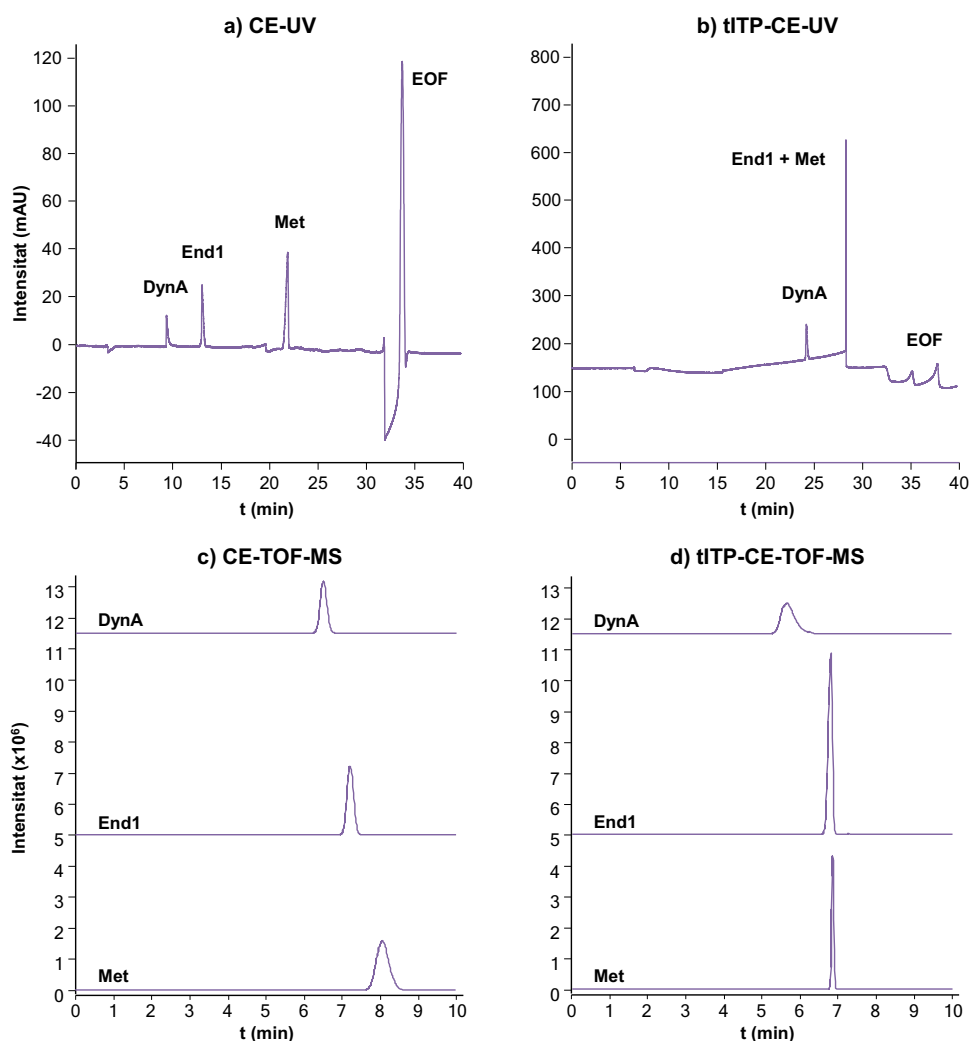 a) CE-UV
120
100
80
60
40
20
0
-20
-40
Intensitat (mAU)
EOF
Met
End1
DynA
0 5 10 15 20 25 30 35 40
t (min)
b) tITP-CE-UV
800
700
600
500
400
300
200
100
0
End1 + Met
DynA
EOF
0 5 10 15 20 25 30 35 40
t (min)
c) CE-TOF-MS
13
12
11
10
9
8
7
6
5
4
3
2
1
0
Intensitat (x10⁶)
DynA
End1
Met
0 1 2 3 4 5 6 7 8 9 10
t (min)
d) tITP-CE-TOF-MS
13
12
11
10
9
8
7
6
5
4
3
2
1
0
DynA
End1
Met
0 1 2 3 4 5 6 7 8 9 10
t (min)